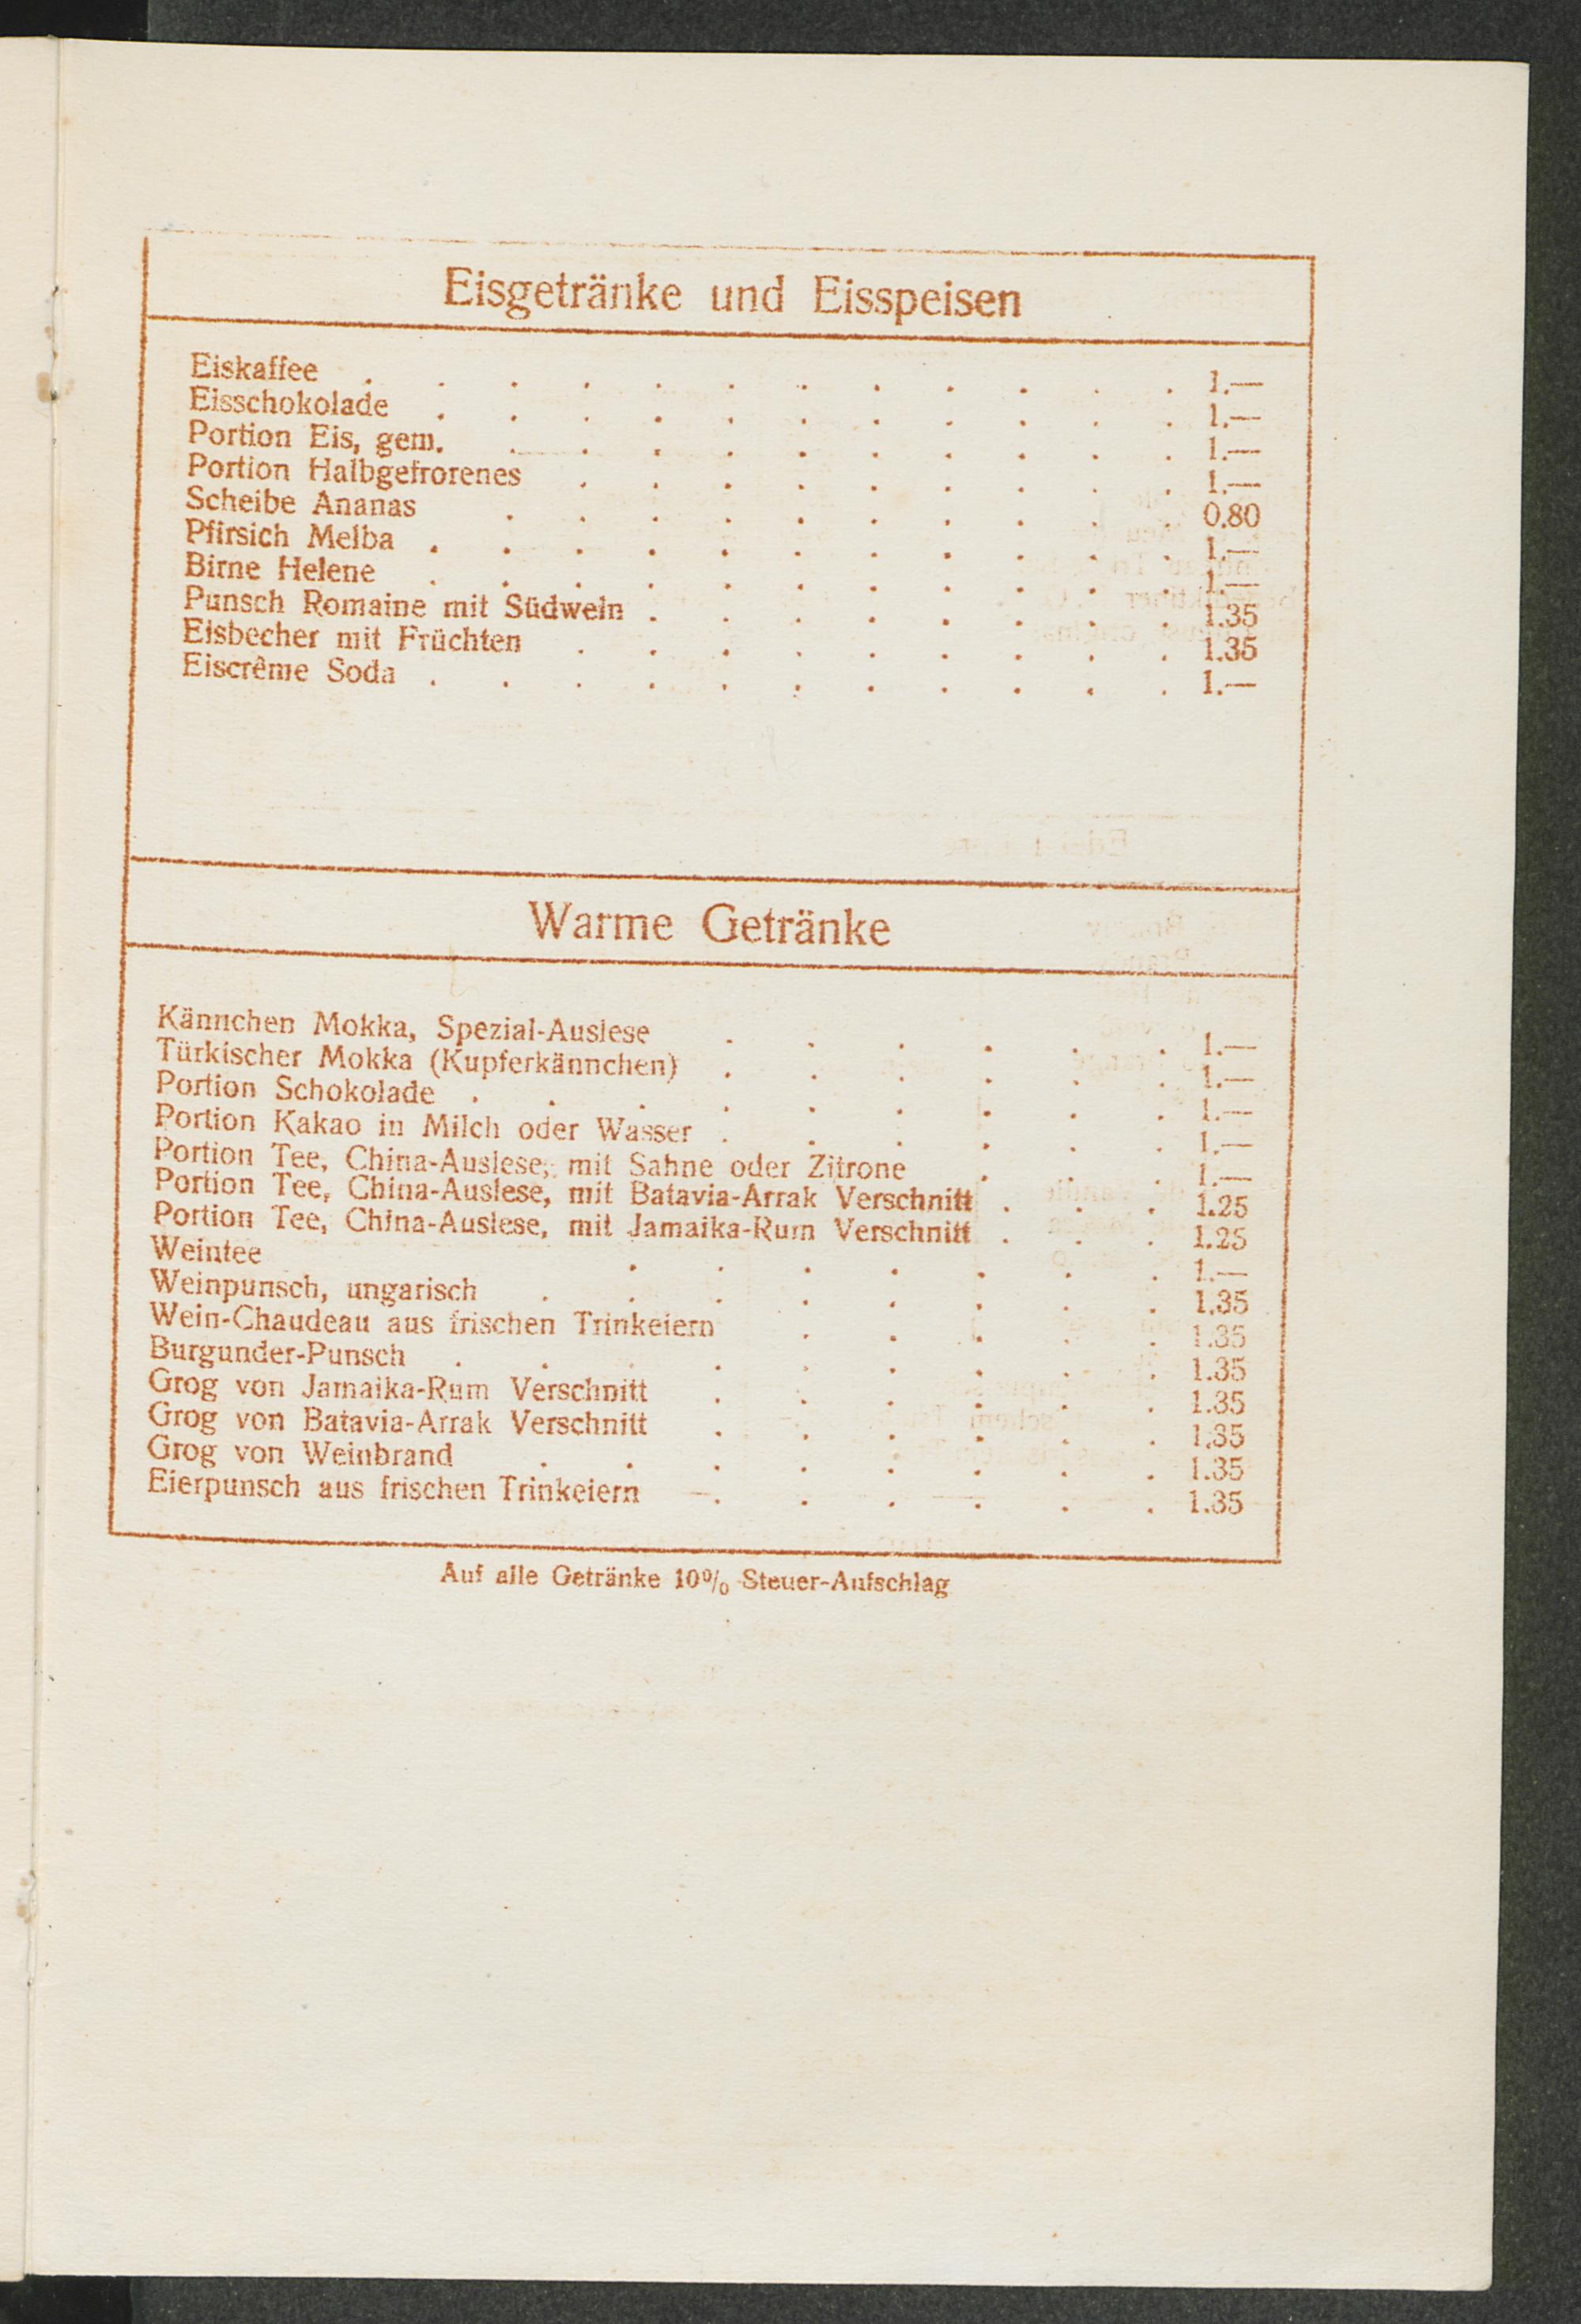 Eisgetränke und Eisspeisen
Eiskaffee . . . . . . . . . . . . 1.—
Eisschokolade . . . . . . . . . . . 1.—
Portion Eis, gem. . . . . . . . . . . 1.—
Portion Halbgefrorenes . . . . . . . . . 1.—
Scheibe Ananas . . . . . . . . . . 0.80
Pfirsich Melba . . . . . . . . . . . 1.—
Birne Helene . . . . . . . . . . . 1.—
Punsch Romaine mit Südwein . . . . . . . . 1.35
Eisbecher mit Früchten . . . . . . . . . 1.35
Eiscrême Soda . . . . . . . . . . . 1.—
Warme Getränke
Kännchen Mokka, Spezial-Auslese . . . . . . 1.—
Türkischer Mokka (Kupferkännchen) . . . . . . 1.—
Portion Schokolade . . . . . . . . . 1.—
Portion Kakao in Milch oder Wasser . . . . . . 1.—
Portion Tee, China-Auslese, mit Sahne oder Zitrone . . . 1.—
Portion Tee, China-Auslese, mit Batavia-Arrak Verschnitt . . . 1.25
Portion Tee, China-Auslese, mit Jamaika-Rum Verschnitt . . . 1.25
Weintee . . . . . . . 1.—
Weinpunsch, ungarisch . . . . . . . . 1.35
Wein-Chaudeau aus frischen Trinkeiern . . . . . 1.35
Burgunder-Punsch . . . . . . . . . 1.35
Grog von Jamaika-Rum Verschnitt . . . . . . 1.35
Grog von Batavia-Arrak Verschnitt . . . . . . 1.35
Grog von Weinbrand . . . . . . . . 1.35
Eierpunsch aus frischen Trinkeiern . . . . . . 1.35
Auf alle Getränke 10% Steuer-Aufschlag